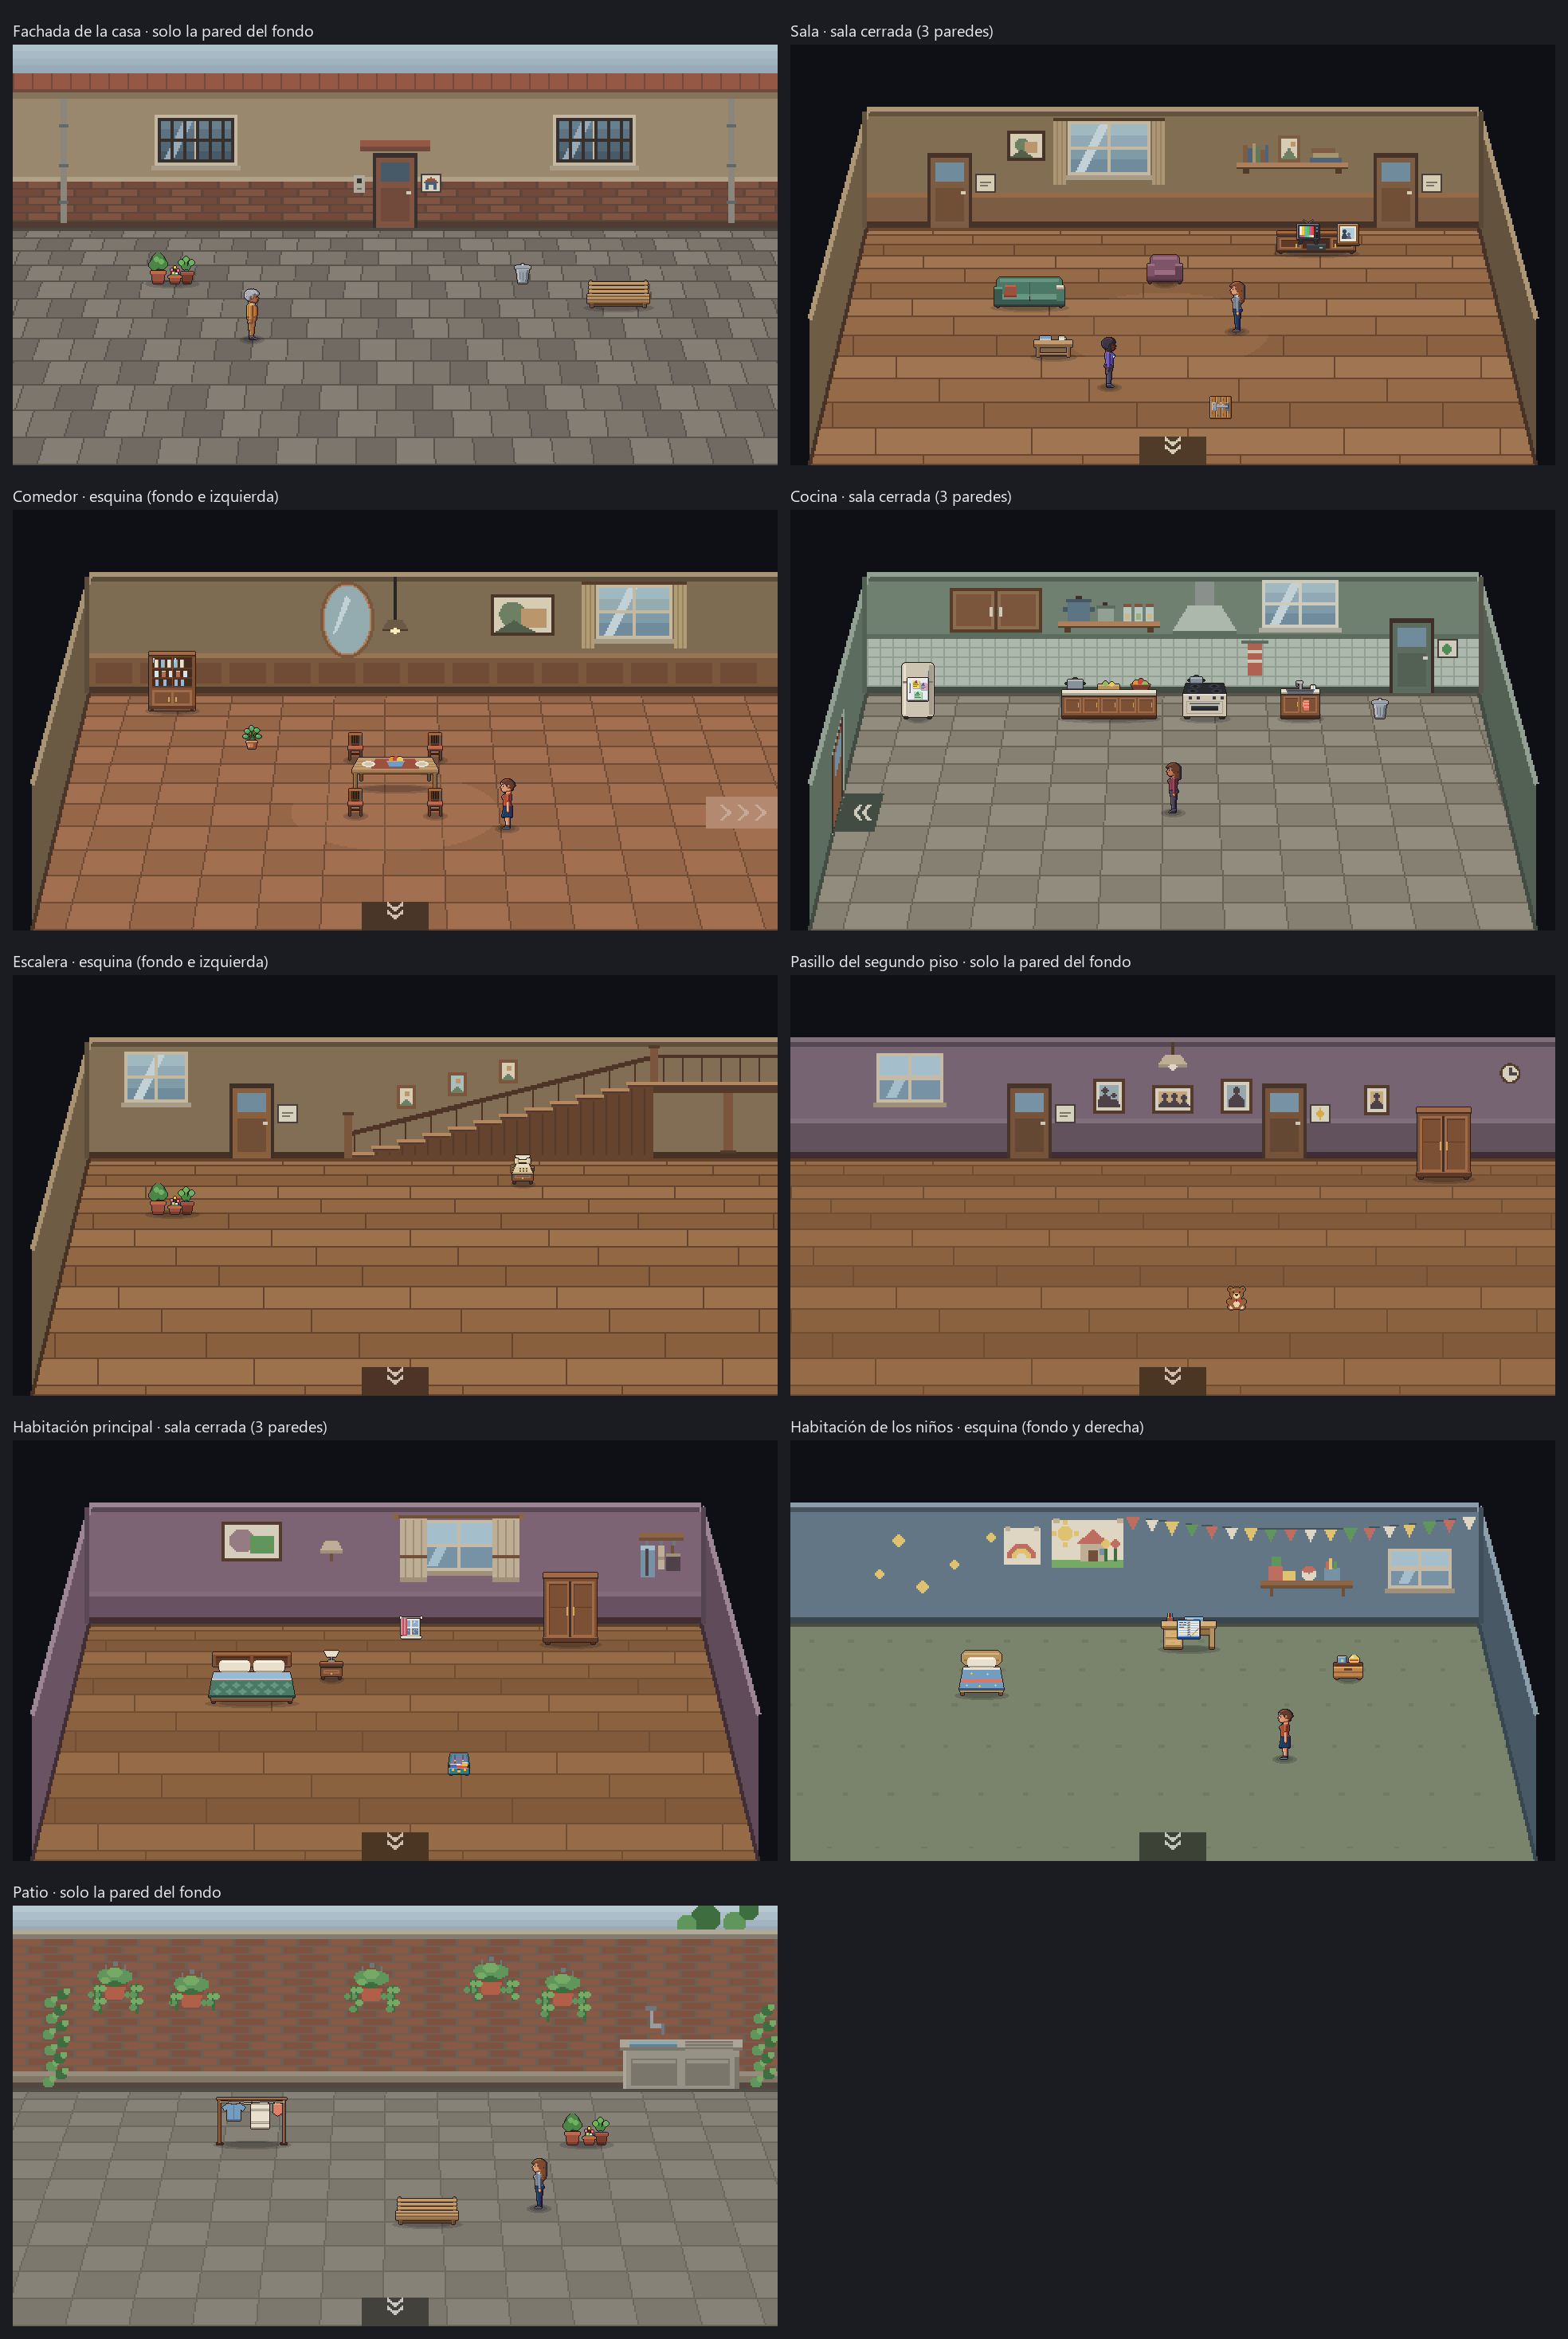 Fachada de la casa · solo la pared del fondo
Sala · sala cerrada (3 paredes)
Comedor · esquina (fondo e izquierda)
Cocina · sala cerrada (3 paredes)
Escalera · esquina (fondo e izquierda)
Pasillo del segundo piso · solo la pared del fondo
Habitación principal · sala cerrada (3 paredes)
Habitación de los niños · esquina (fondo y derecha)
Patio · solo la pared del fondo